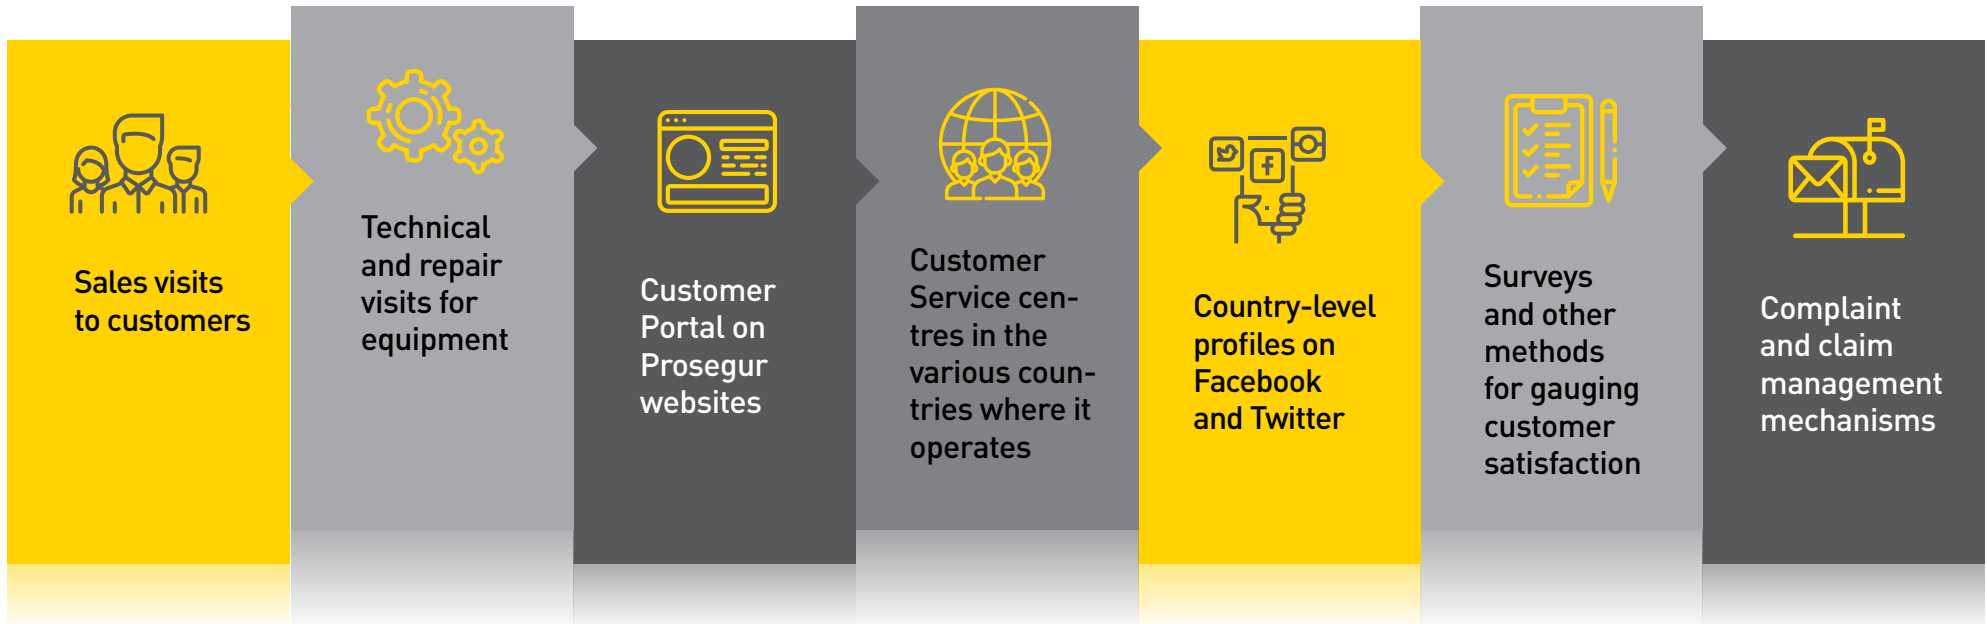 Sales visits
to customers
Technical
and repair
visits for
equipment
Customer
Portal on
Prosegur
websites
Customer
Service cen-
tres in the
various coun-
tries where it
operates
Country-level
profiles on
Facebook
and Twitter
Surveys
and other
methods
for gauging
customer
satisfaction
Complaint
and claim
management
mechanisms